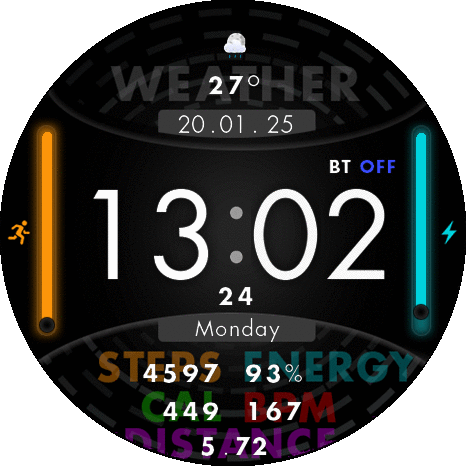 WEATHER
27°
20.01.25
BT OFF
13:02
24
Monday
STEPS ENERGY
4597 93%
CAL BPM
449 167
DISTANCE
5.72